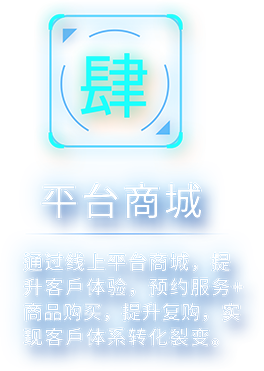 肆
平台商城
通过线上平台商城，提
升客户体验，预约服务+
商品购买，提升复购，实
现客户体系转化裂变。